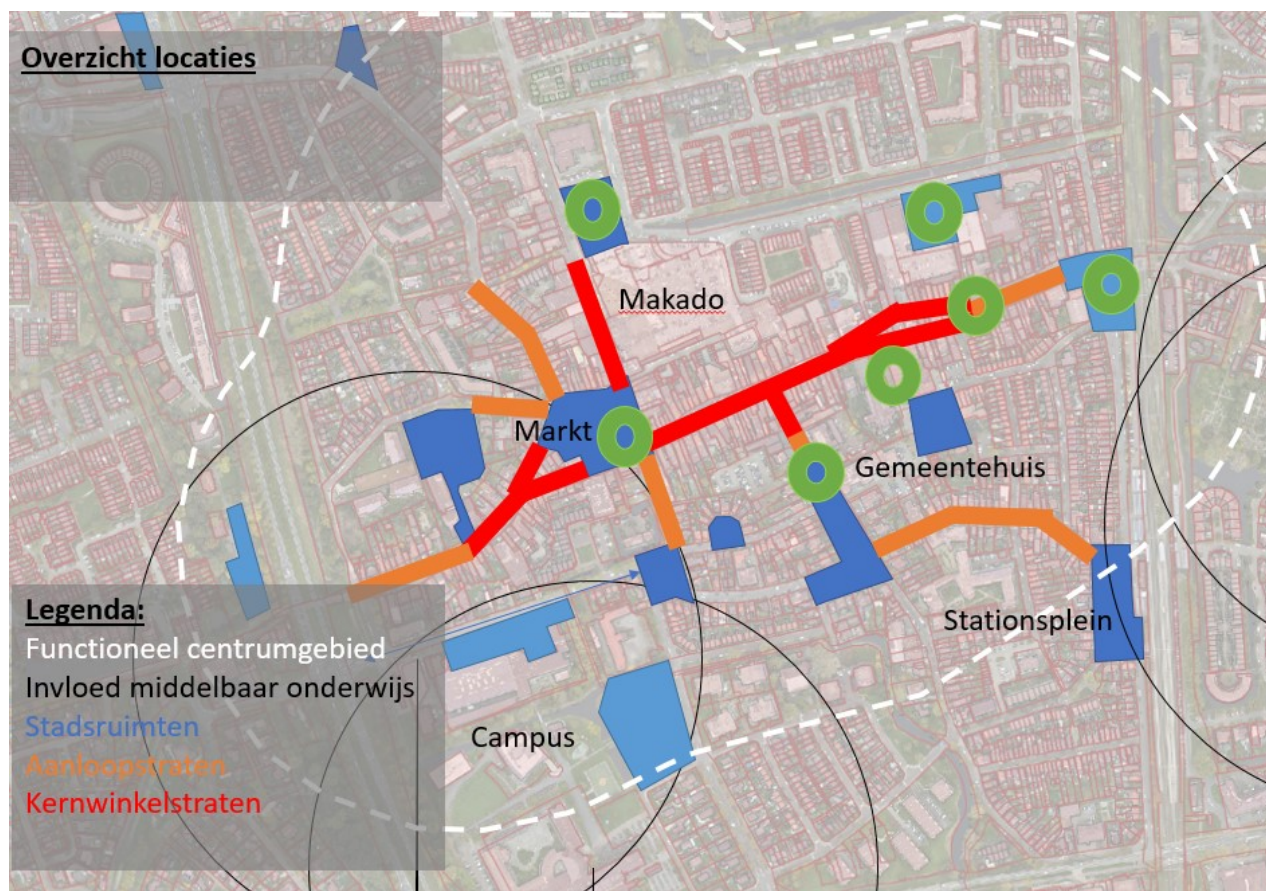 Overzicht locaties
Makado
Markt
Gemeentehuis
Stationsplein
Campus
Legenda:
Functioneel centrumgebied
Invloed middelbaar onderwijs
Stadsruimten
Aanloopstraten
Kernwinkelstraten